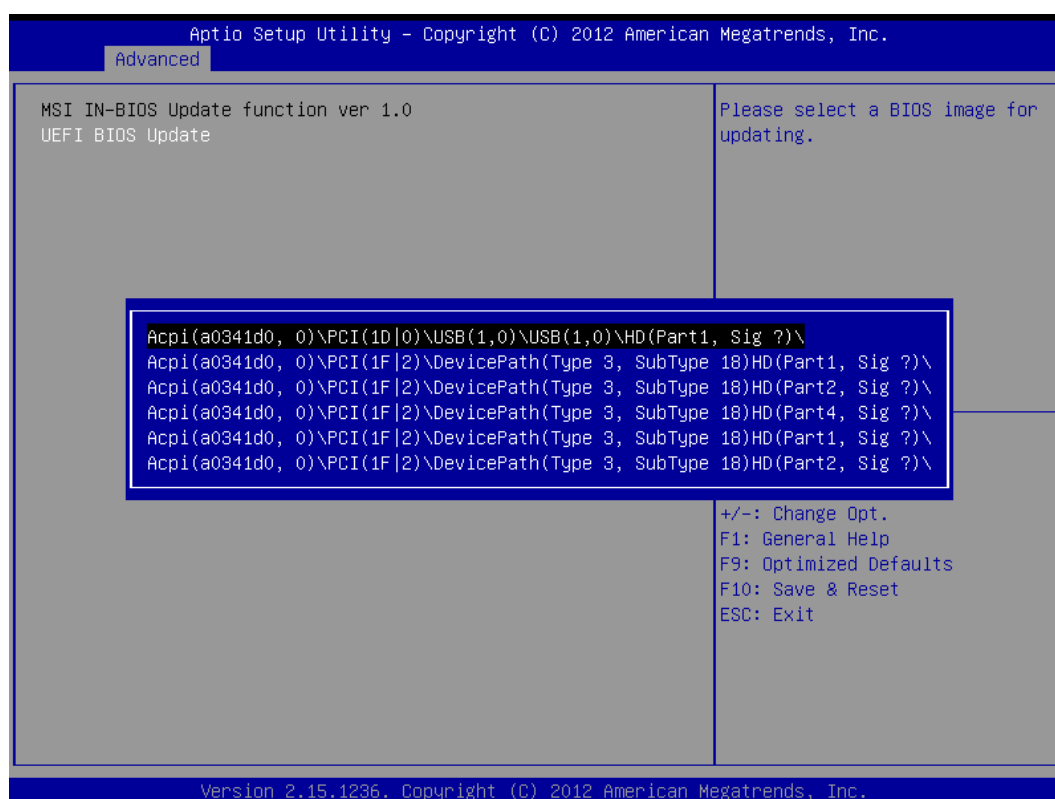 Aptio Setup Utility – Copyright (C) 2012 American Megatrends, Inc.
Advanced
MSI IN-BIOS Update function ver 1.0
UEFI BIOS Update
Please select a BIOS image for
updating.
Acpi(a0341d0, 0)\PCI(1D|0)\USB(1,0)\USB(1,0)\HD(Part1, Sig ?)\
Acpi(a0341d0, 0)\PCI(1F|2)\DevicePath(Type 3, SubType 18)HD(Part1, Sig ?)\
Acpi(a0341d0, 0)\PCI(1F|2)\DevicePath(Type 3, SubType 18)HD(Part2, Sig ?)\
Acpi(a0341d0, 0)\PCI(1F|2)\DevicePath(Type 3, SubType 18)HD(Part4, Sig ?)\
Acpi(a0341d0, 0)\PCI(1F|2)\DevicePath(Type 3, SubType 18)HD(Part1, Sig ?)\
Acpi(a0341d0, 0)\PCI(1F|2)\DevicePath(Type 3, SubType 18)HD(Part2, Sig ?)\
+/-: Change Opt.
F1: General Help
F9: Optimized Defaults
F10: Save & Reset
ESC: Exit
Version 2.15.1236. Copyright (C) 2012 American Megatrends, Inc.